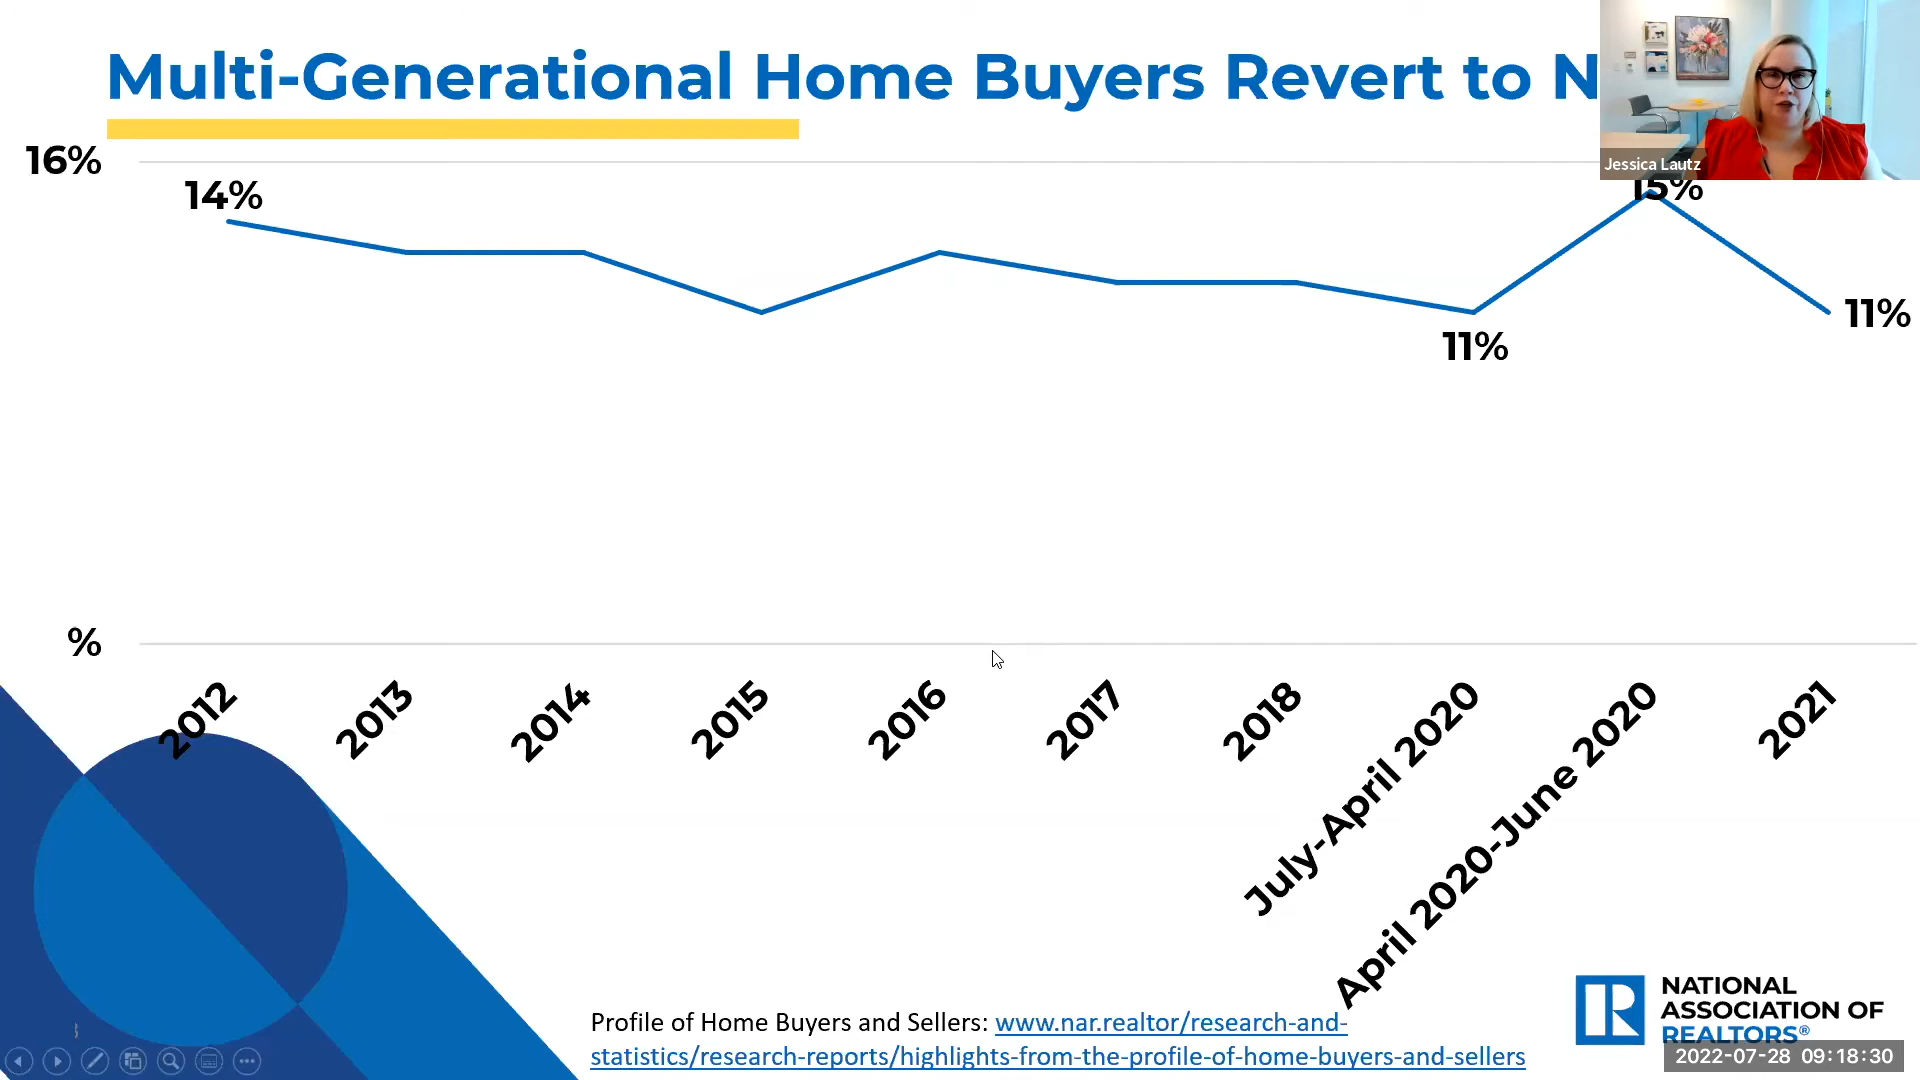 Multi-Generational Home Buyers Revert to N
Jessica Lautz
16%
14%
15%
11%
11%
%
2012
2013
2014
2015
2016
2017
2018
July-April 2020
April 2020-June 2020
2021
Profile of Home Buyers and Sellers: www.nar.realtor/research-and-
statistics/research-reports/highlights-from-the-profile-of-home-buyers-and-sellers
NATIONAL
ASSOCIATION OF
REALTORS®
2022-07-28 09:18:30